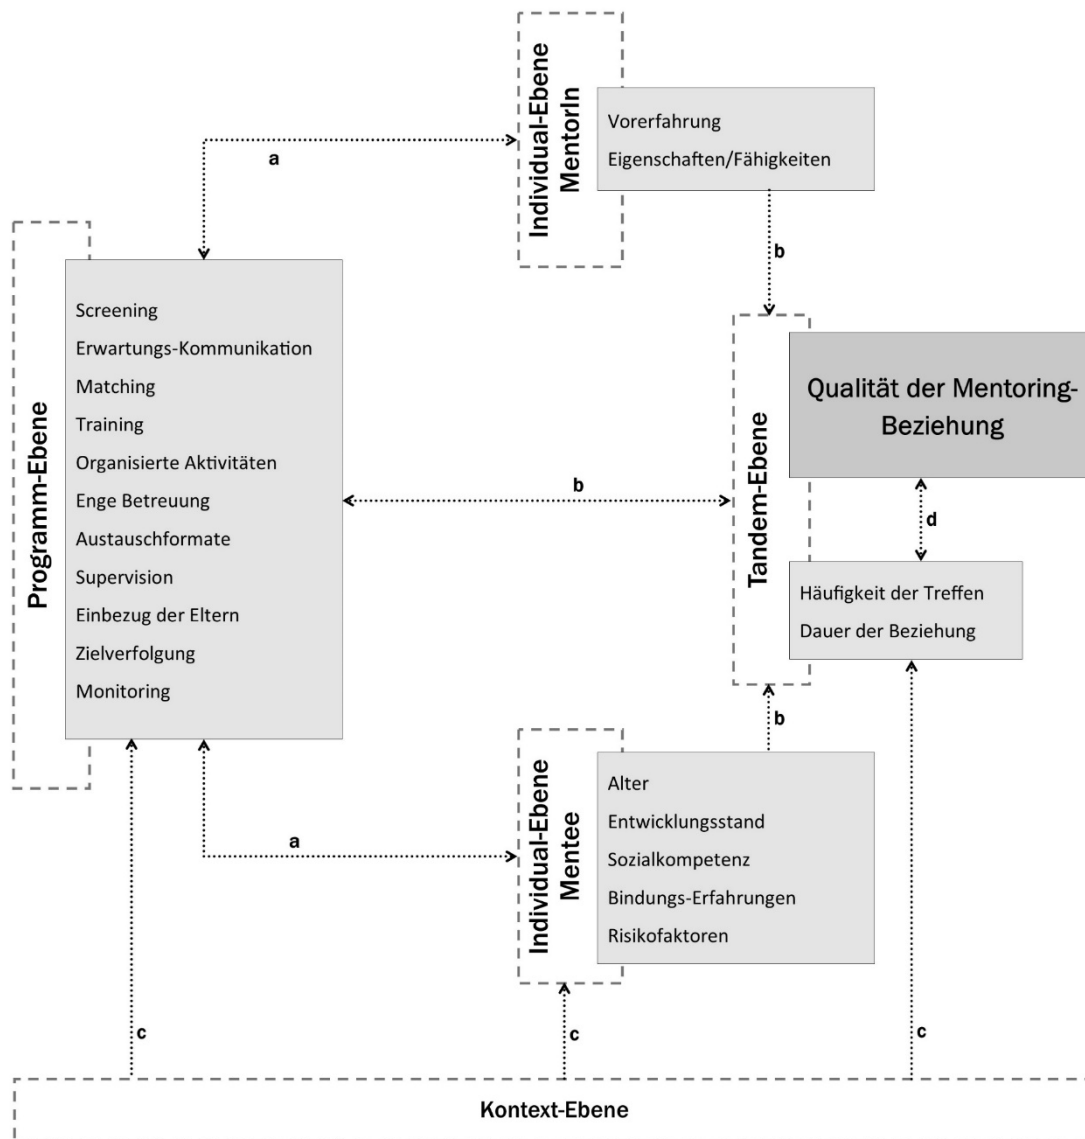 Individual-Ebene
MentorIn
Vorerfahrung
Eigenschaften/Fähigkeiten
a
b
Programm-Ebene
Screening
Erwartungs-Kommunikation
Matching
Training
Organisierte Aktivitäten
Enge Betreuung
Austauschformate
Supervision
Einbezug der Eltern
Zielverfolgung
Monitoring
b
Tandem-Ebene
Qualität der Mentoring-
Beziehung
d
Häufigkeit der Treffen
Dauer der Beziehung
b
a
Individual-Ebene
Mentee
Alter
Entwicklungsstand
Sozialkompetenz
Bindungs-Erfahrungen
Risikofaktoren
c
c
c
Kontext-Ebene